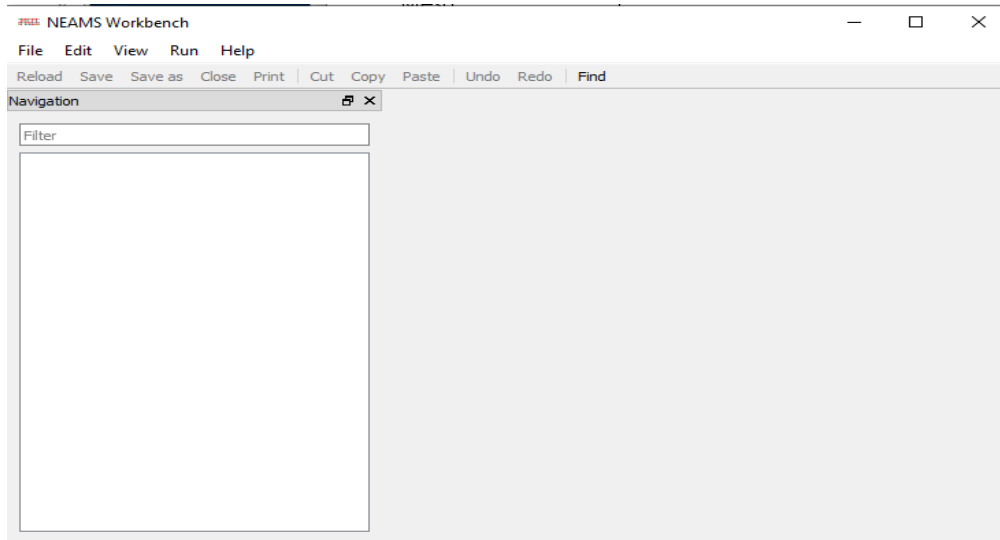 NEAMS Workbench
File Edit View Run Help
Reload Save Save as Close Print Cut Copy Paste Undo Redo Find
Navigation
Filter